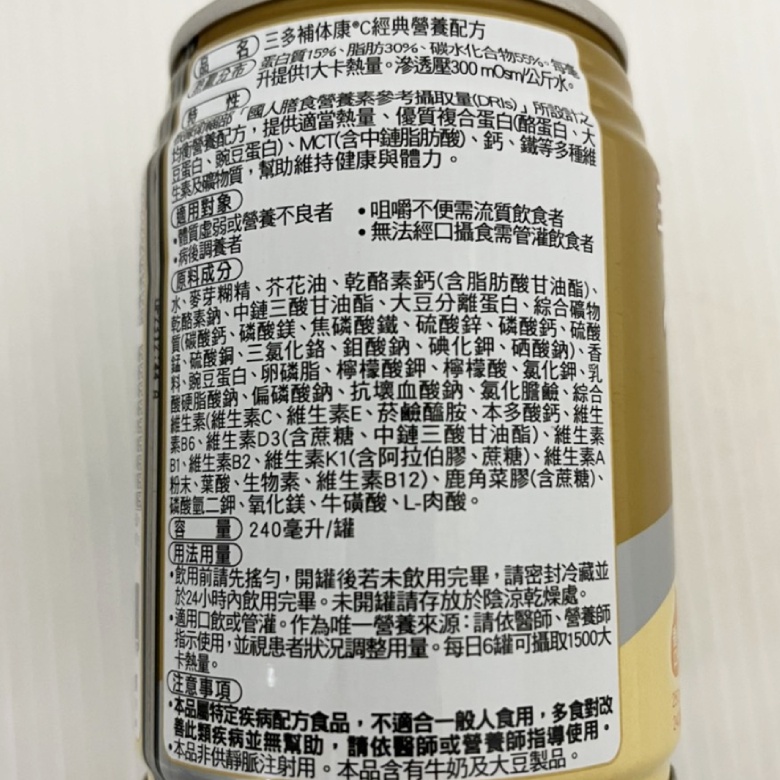 品名 三多補体康®C經典營養配方
熱量分布 蛋白質15%、脂肪30%、碳水化合物55%。每毫
升提供1大卡熱量。滲透壓300 mOsm/公斤水。
特性
「國人膳食營養素參考攝取量(DRIs)」所設計之
均衡營養配方，提供適當熱量、優質複合蛋白(酪蛋白、大
豆蛋白、豌豆蛋白)、MCT(含中鏈脂肪酸)、鈣、鐵等多種維
生素及礦物質，幫助維持健康與體力。
適用對象
•體質虛弱或營養不良者 •咀嚼不便需流質飲食者
•病後調養者 •無法經口攝食需管灌飲食者
原料成分
水、麥芽糊精、芥花油、乾酪素鈣(含脂肪酸甘油酯)、
乾酪素鈉、中鏈三酸甘油酯、大豆分離蛋白、綜合礦物
質(碳酸鈣、磷酸鎂、焦磷酸鐵、硫酸鋅、磷酸鈣、硫酸
錳、硫酸銅、三氯化鉻、鉬酸鈉、碘化鉀、硒酸鈉)、香
料、豌豆蛋白、卵磷脂、檸檬酸鉀、檸檬酸、氯化鉀、乳
酸硬脂酸鈉、偏磷酸鈉、抗壞血酸鈉、氯化膽鹼、綜合
維生素(維生素C、維生素E、菸鹼醯胺、本多酸鈣、維生
素B6、維生素D3(含蔗糖、中鏈三酸甘油酯)、維生素
B1、維生素B2、維生素K1(含阿拉伯膠、蔗糖)、維生素A
粉末、葉酸、生物素、維生素B12)、鹿角菜膠(含蔗糖)、
磷酸氫二鉀、氧化鎂、牛磺酸、L-肉酸。
容量 240毫升/罐
用法用量
•飲用前請先搖勻，開罐後若未飲用完畢，請密封冷藏並
於24小時內飲用完畢。未開罐請存放於陰涼乾燥處。
•適用口飲或管灌。作為唯一營養來源：請依醫師、營養師
指示使用，並視患者狀況調整用量。每日6罐可攝取1500大
卡熱量。
注意事項
•本品屬特定疾病配方食品，不適合一般人食用，多食對改
善此類疾病並無幫助，請依醫師或營養師指導使用。
•本品非供靜脈注射用。本品含有牛奶及大豆製品。